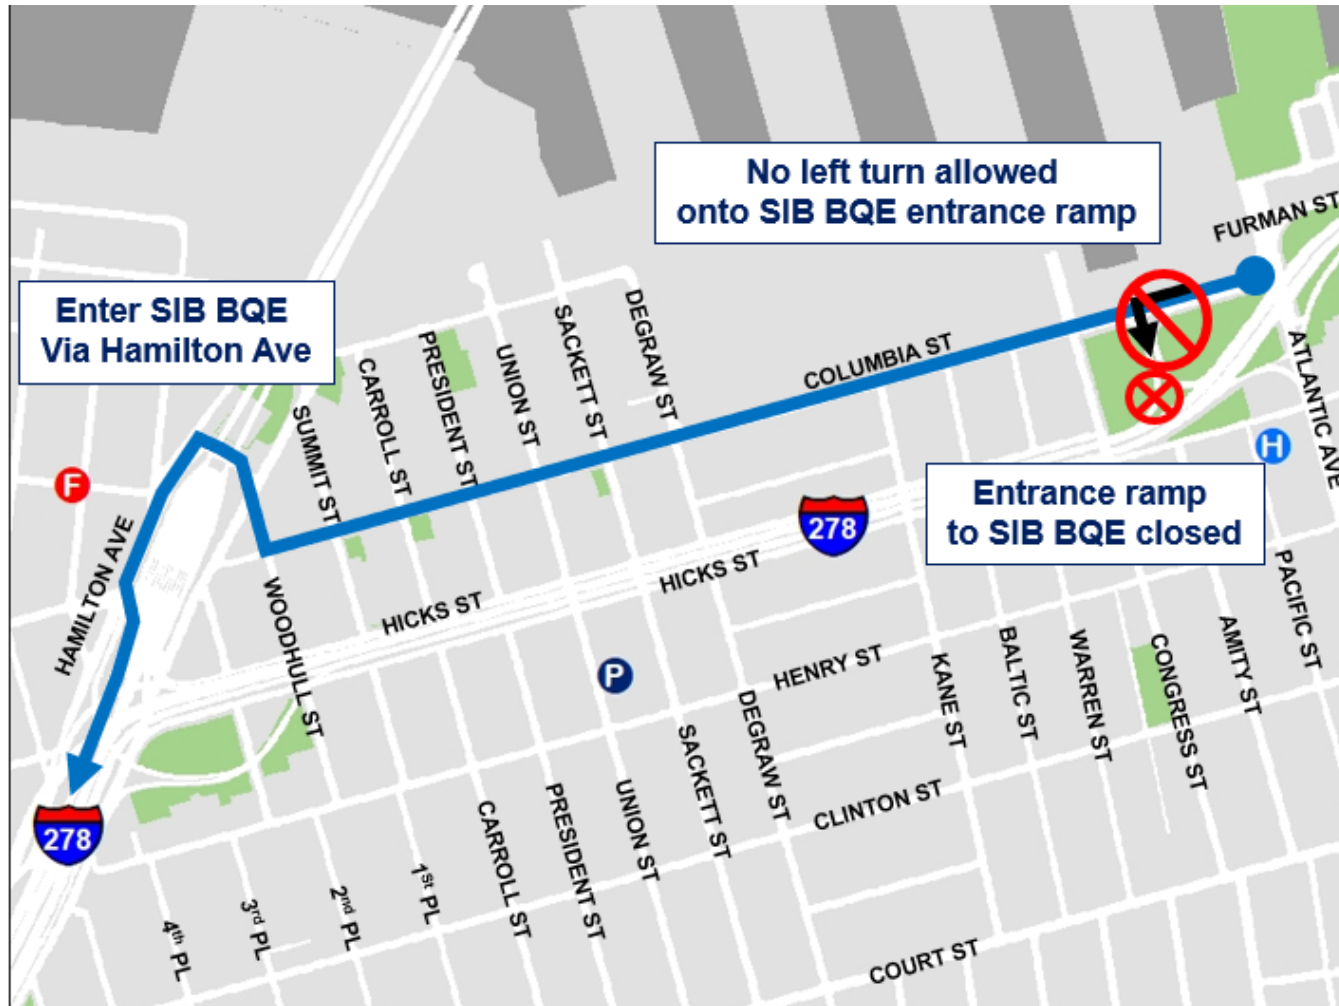 No left turn allowed
onto SIB BQE entrance ramp
FURMAN ST
Enter SIB BQE
Via Hamilton Ave
DEGRAW ST
SACKETT ST
UNION ST
PRESIDENT ST
CARROLL ST
SUMMIT ST
COLUMBIA ST
ATLANTIC AVE
H
F
Entrance ramp
to SIB BQE closed
278
HAMILTON AVE
HICKS ST
HICKS ST
WOODHULL ST
PACIFIC ST
AMITY ST
CONGRESS ST
WARREN ST
BALTIC ST
KANE ST
HENRY ST
P
DEGRAW ST
SACKETT ST
UNION ST
PRESIDENT ST
CARROLL ST
CLINTON ST
278
1ST PL
2nd PL
3rd PL
4th PL
COURT ST